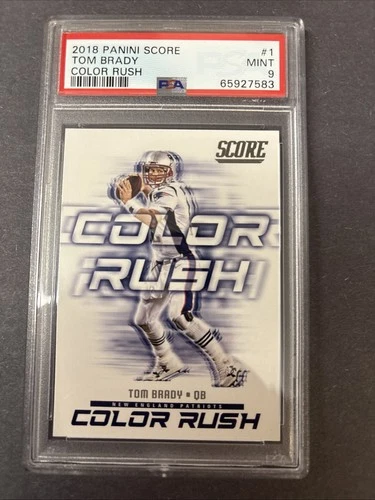 2018 PANINI SCORE #1
TOM BRADY MINT
COLOR RUSH PSA 9
65927583
SCORE
COLOR
RUSH
TOM BRADY QB
NEW ENGLAND PATRIOTS
COLOR RUSH